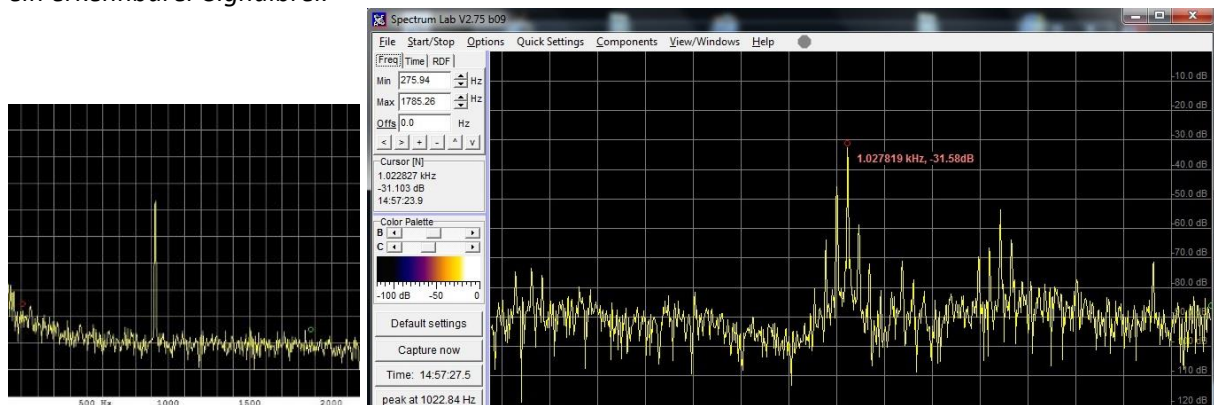 Spectrum Lab V2.75 b09
File Start/Stop Options Quick Settings Components View/Windows Help
Freq Time RDF
Min 275.94 Hz
Max 1785.26 Hz
Offs 0.0 Hz
< > + - ^ v
Cursor [N]
1.022827 kHz
-31.103 dB
14:57:23.9
Color Palette
B
C
-100 dB -50 0
Default settings
Capture now
Time: 14:57:27.5
peak at 1022.84 Hz
1.027819 kHz, -31.58dB
-10.0 dB
-20.0 dB
-30.0 dB
-40.0 dB
-50.0 dB
-60.0 dB
-70.0 dB
-80.0 dB
-100 dB
-110 dB
-120 dB
500 Hz 1000 1500 2000